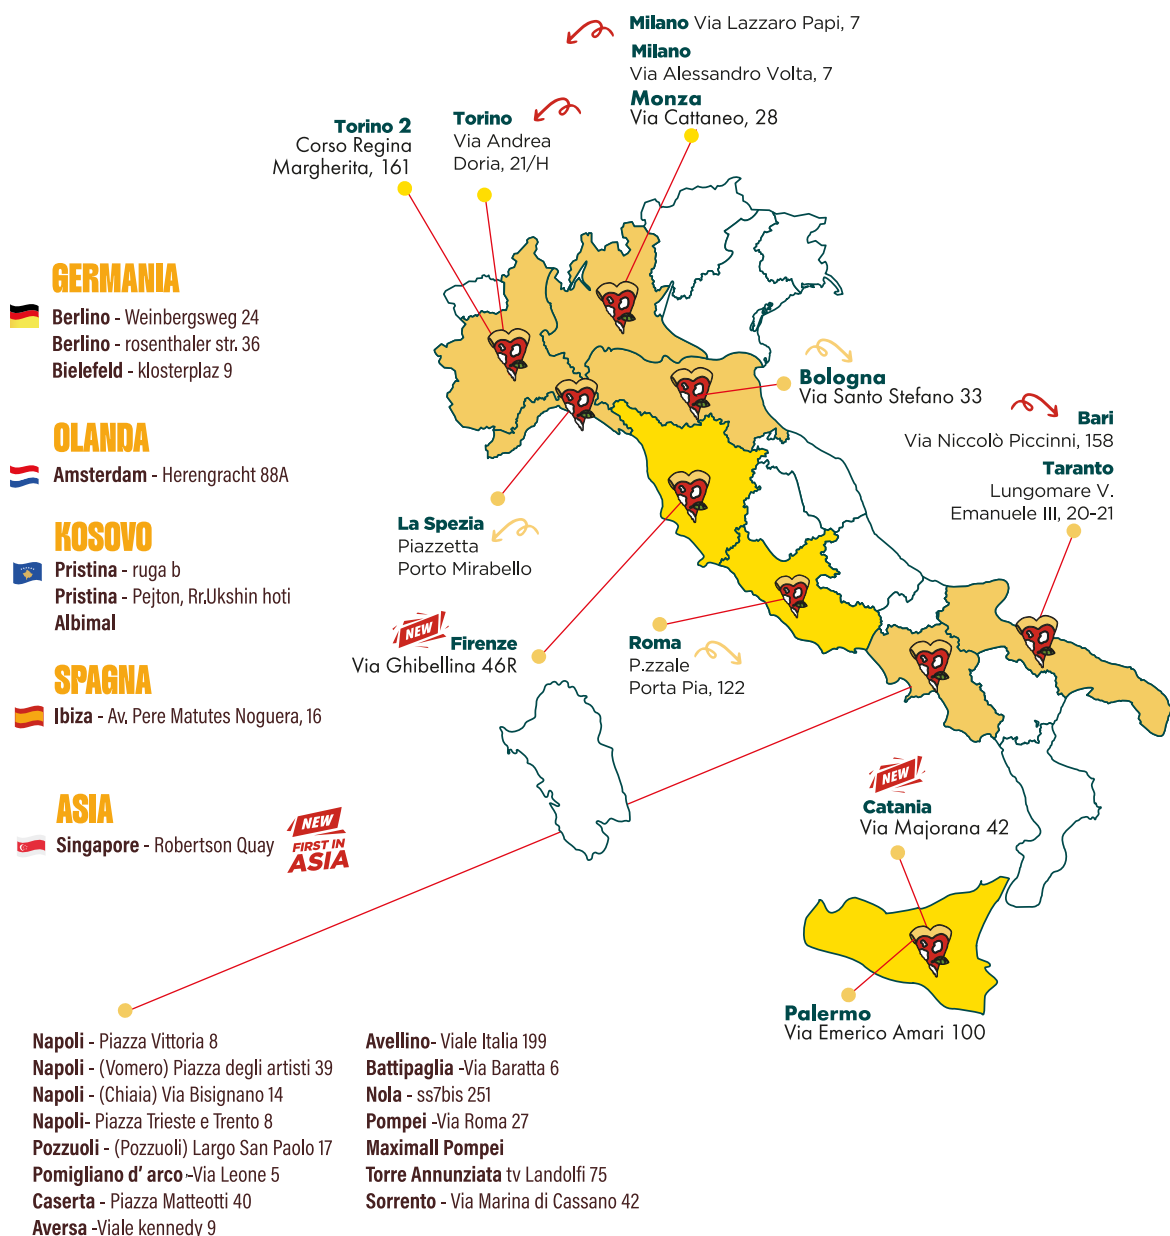 Milano Via Lazzaro Papi, 7
Milano
Via Alessandro Volta, 7
Monza
Via Cattaneo, 28
Torino 2
Corso Regina
Margherita, 161
Torino
Via Andrea
Doria, 21/H
GERMANIA
Berlino - Weinbergsweg 24
Berlino - rosenthaler str. 36
Bielefeld - klosterplaz 9
OLANDA
Amsterdam - Herengracht 88A
KOSOVO
Pristina - ruga b
Pristina - Pejton, Rr.Ukshin hoti
Albimal
SPAGNA
Ibiza - Av. Pere Matutes Noguera, 16
ASIA
Singapore - Robertson Quay
NEW
FIRST IN
ASIA
Bologna
Via Santo Stefano 33
Bari
Via Niccolò Piccinni, 158
Taranto
Lungomare V.
Emanuele III, 20-21
La Spezia
Piazzetta
Porto Mirabello
NEW
Firenze
Via Ghibellina 46R
Roma
P.zzale
Porta Pia, 122
NEW
Catania
Via Majorana 42
Palermo
Via Emerico Amari 100
Napoli - Piazza Vittoria 8
Napoli - (Vomero) Piazza degli artisti 39
Napoli - (Chiaia) Via Bisignano 14
Napoli- Piazza Trieste e Trento 8
Pozzuoli - (Pozzuoli) Largo San Paolo 17
Pomigliano d' arco -Via Leone 5
Caserta - Piazza Matteotti 40
Aversa -Viale kennedy 9
Avellino- Viale Italia 199
Battipaglia -Via Baratta 6
Nola - ss7bis 251
Pompei -Via Roma 27
Maximall Pompei
Torre Annunziata tv Landolfi 75
Sorrento - Via Marina di Cassano 42